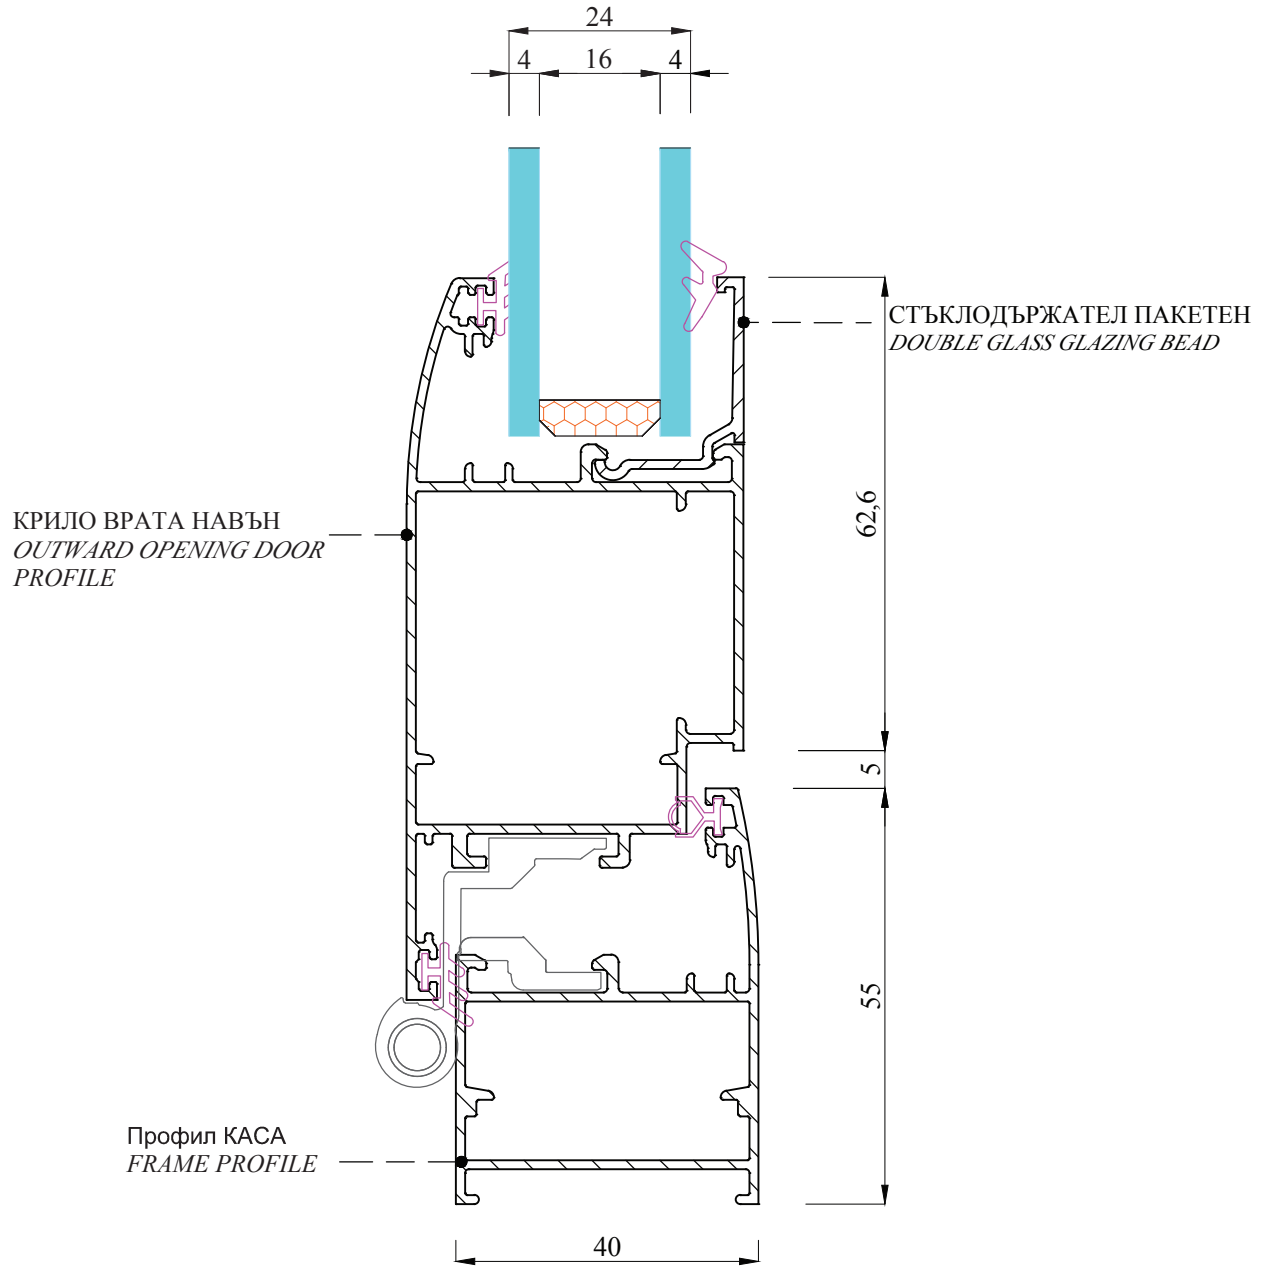 24
4 16 4
СТЪКЛОДЪРЖАТЕЛ ПАКЕТЕН
DOUBLE GLASS GLAZING BEAD
62,6
КРИЛО ВРАТА НАВЪН
OUTWARD OPENING DOOR
PROFILE
5
55
Профил КАСА
FRAME PROFILE
40